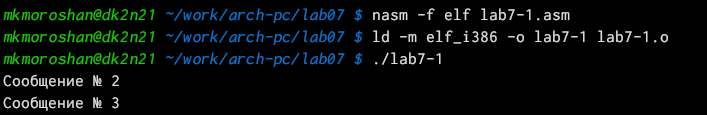 mkmoroshan@dk2n21 ~/work/arch-pc/lab07 $ nasm -f elf lab7-1.asm
mkmoroshan@dk2n21 ~/work/arch-pc/lab07 $ ld -m elf_i386 -o lab7-1 lab7-1.o
mkmoroshan@dk2n21 ~/work/arch-pc/lab07 $ ./lab7-1
Сообщение № 2
Сообщение № 3